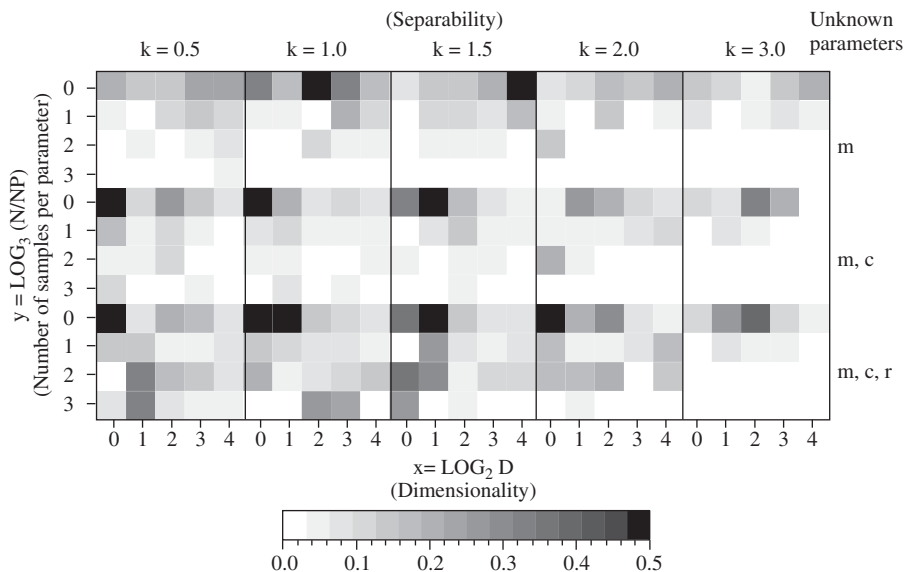 (Separability)
Unknown parameters
k = 0.5 k = 1.0 k = 1.5 k = 2.0 k = 3.0
y = LOG₃ (N/NP)
(Number of samples per parameter)
0
1
2
3
m
0
1
2
3
m, c
0
1
2
3
m, c, r
0 1 2 3 4 0 1 2 3 4 0 1 2 3 4 0 1 2 3 4 0 1 2 3 4
x= LOG₂ D
(Dimensionality)
0.0 0.1 0.2 0.3 0.4 0.5